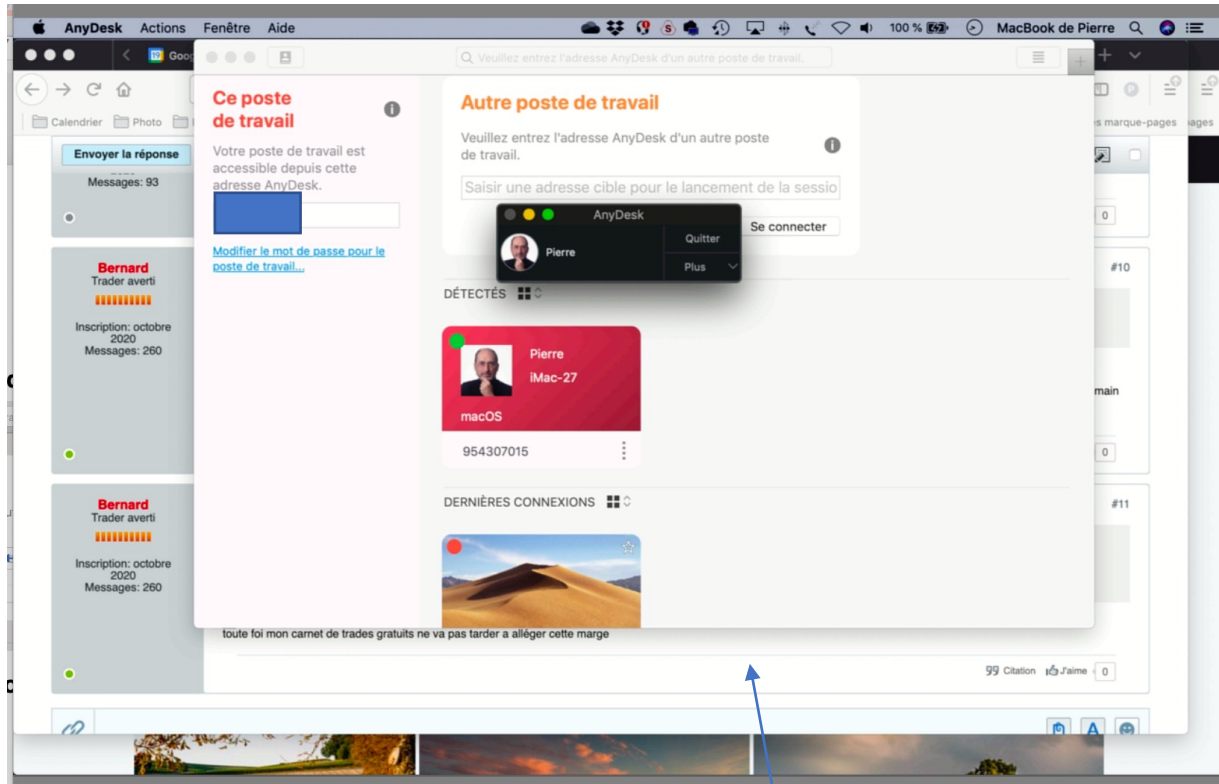 AnyDesk Actions Fenêtre Aide 100 % MacBook de Pierre
Goog
Veuillez entrez l'adresse AnyDesk d'un autre poste de travail.
Calendrier Photo
marque-pages
Ce poste
de travail
Votre poste de travail est
accessible depuis cette
adresse AnyDesk.
Modifier le mot de passe pour le
poste de travail...
Autre poste de travail
Veuillez entrez l'adresse AnyDesk d'un autre poste
de travail.
Saisir une adresse cible pour le lancement de la sessio
Se connecter
AnyDesk
Pierre
Quitter
Plus
DÉTECTÉS
Pierre
iMac-27
macOS
954307015
DERNIÈRES CONNEXIONS
Envoyer la réponse
Messages: 93
0
Bernard
Trader averti
Inscription: octobre
2020
Messages: 260
#10
main
0
Bernard
Trader averti
Inscription: octobre
2020
Messages: 260
#11
toute foi mon carnet de trades gratuits ne va pas tarder a alléger cette marge
Citation J'aime 0